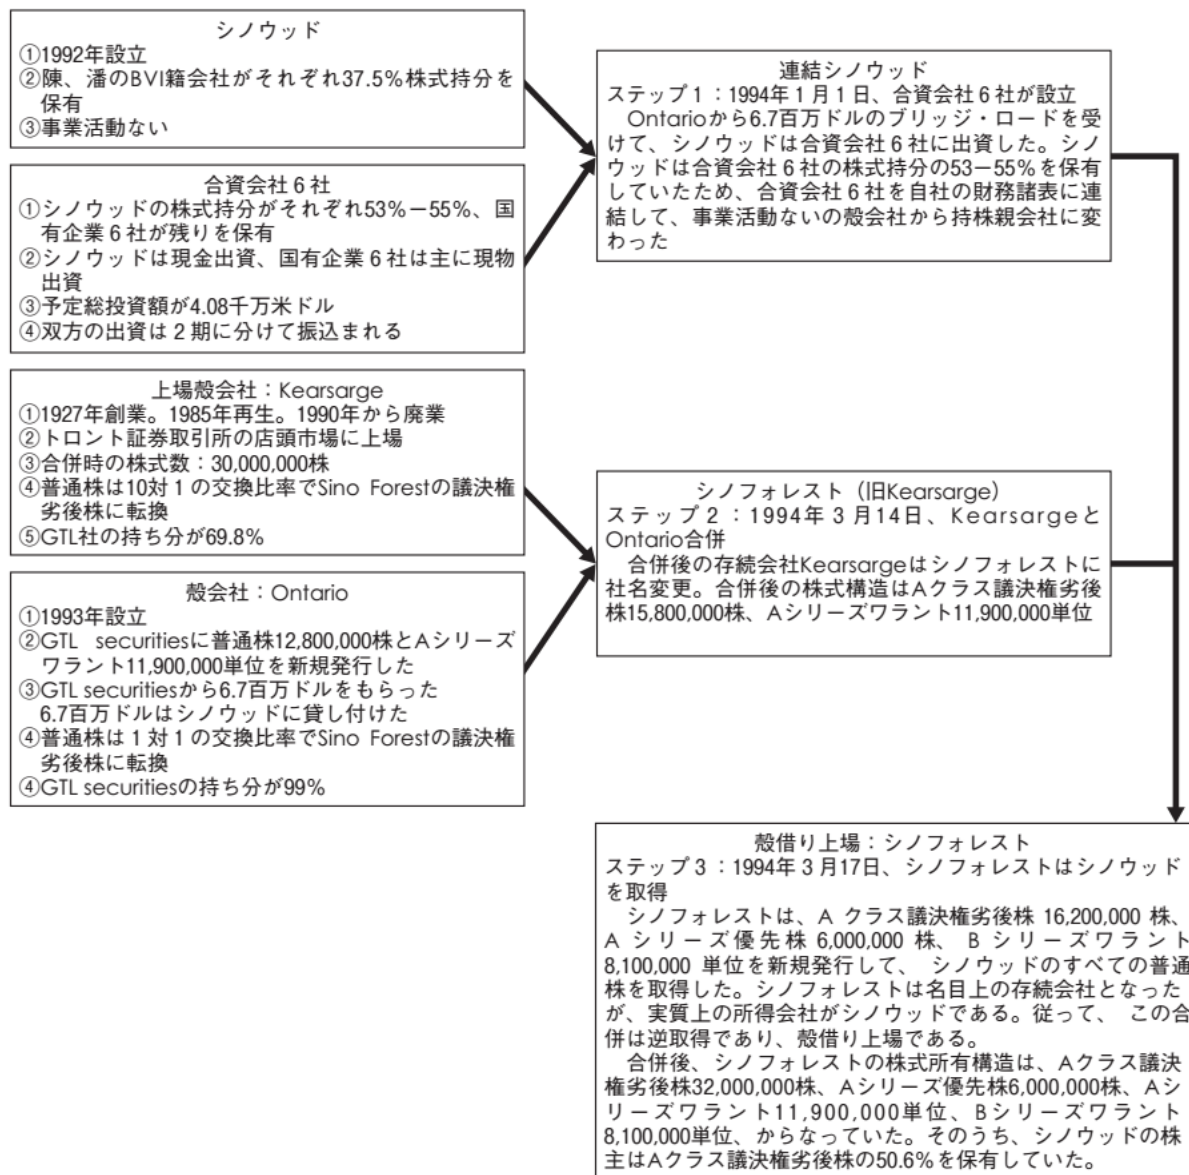 シノウッド
①1992年設立
②陳、潘のBVI籍会社がそれぞれ37.5%株式持分を
保有
③事業活動ない
合資会社6社
①シノウッドの株式持分がそれぞれ53%－55%、国
有企業6社が残りを保有
②シノウッドは現金出資、国有企業6社は主に現物
出資
③予定総投資額が4.08千万米ドル
④双方の出資は2期に分けて振込まれる
上場殻会社：Kearsarge
①1927年創業。1985年再生。1990年から廃業
②トロント証券取引所の店頭市場に上場
③合併時の株式数：30,000,000株
④普通株は10対1の交換比率でSino Forestの議決権
劣後株に転換
⑤GTL社の持ち分が69.8%
殻会社：Ontario
①1993年設立
②GTL securitiesに普通株12,800,000株とAシリーズ
ワラント11,900,000単位を新規発行した
③GTL securitiesから6.7百万ドルをもらった
6.7百万ドルはシノウッドに貸し付けた
④普通株は1対1の交換比率でSino Forestの議決権
劣後株に転換
④GTL securitiesの持ち分が99%
連結シノウッド
ステップ1：1994年1月1日、合資会社6社が設立
Ontarioから6.7百万ドルのブリッジ・ロードを受
けて、シノウッドは合資会社6社に出資した。シノ
ウッドは合資会社6社の株式持分の53－55%を保有
していたため、合資会社6社を自社の財務諸表に連
結して、事業活動ないの殻会社から持株親会社に変
わった
シノフォレスト（旧Kearsarge）
ステップ2：1994年3月14日、Kearsargeと
Ontario合併
合併後の存続会社Kearsargeはシノフォレストに
社名変更。合併後の株式構造はAクラス議決権劣後
株15,800,000株、Aシリーズワラント11,900,000単位
殻借り上場：シノフォレスト
ステップ3：1994年3月17日、シノフォレストはシノウッド
を取得
シノフォレストは、A クラス議決権劣後株 16,200,000 株、
A シリーズ優先株 6,000,000 株、 B シリーズワラント
8,100,000 単位を新規発行して、 シノウッドのすべての普通
株を取得した。シノフォレストは名目上の存続会社となった
が、実質上の所得会社がシノウッドである。従って、 この合
併は逆取得であり、殻借り上場である。
合併後、シノフォレストの株式所有構造は、Aクラス議決
権劣後株32,000,000株、Aシリーズ優先株6,000,000株、Aシ
リーズワラント11,900,000単位、Bシリーズワラント
8,100,000単位、からなっていた。そのうち、シノウッドの株
主はAクラス議決権劣後株の50.6%を保有していた。